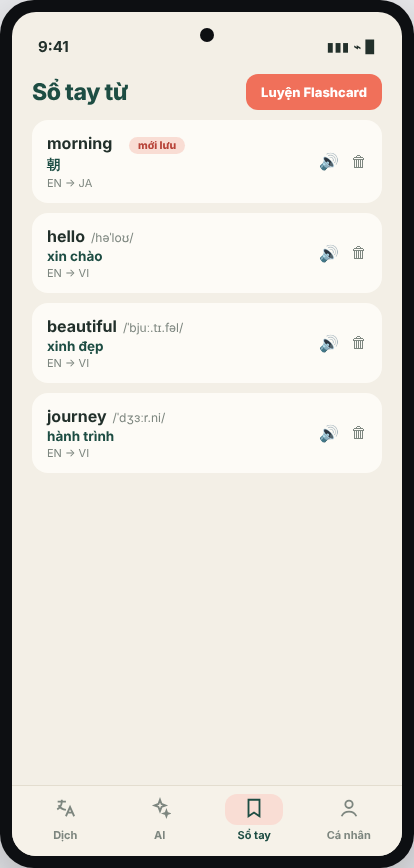 9:41
Sổ tay từ
Luyện Flashcard
morning mới lưu
朝
EN → JA
hello /həˈloʊ/
xin chào
EN → VI
beautiful /ˈbjuː.tɪ.fəl/
xinh đẹp
EN → VI
journey /ˈdʒɜːr.ni/
hành trình
EN → VI
Dịch
AI
Sổ tay
Cá nhân